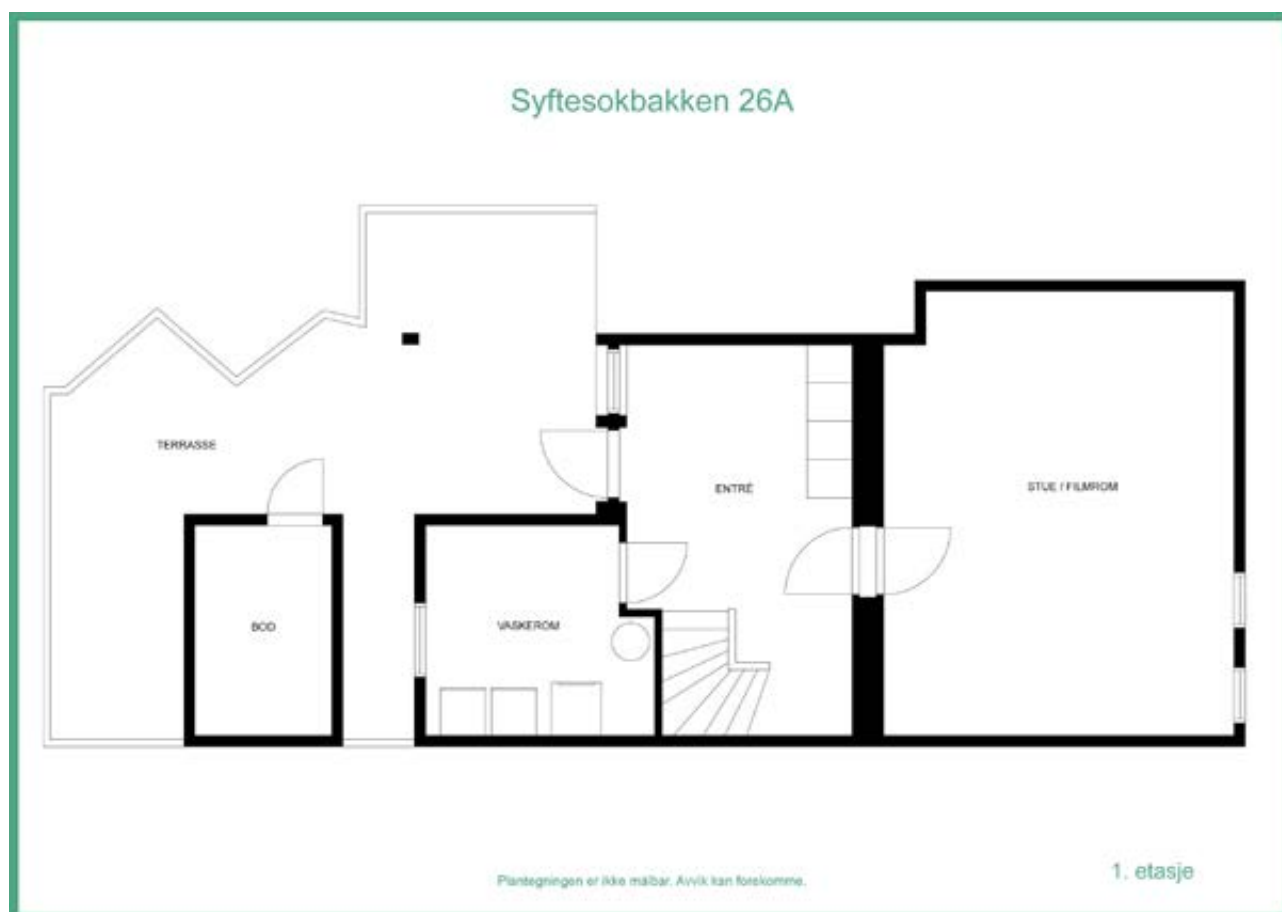 Syftesokbakken 26A
TERRASSE
ENTRÉ
STUE / FILMROM
BOD
VASKEROM
Plantegningen er ikke målbar. Avvik kan forekomme.
1. etasje